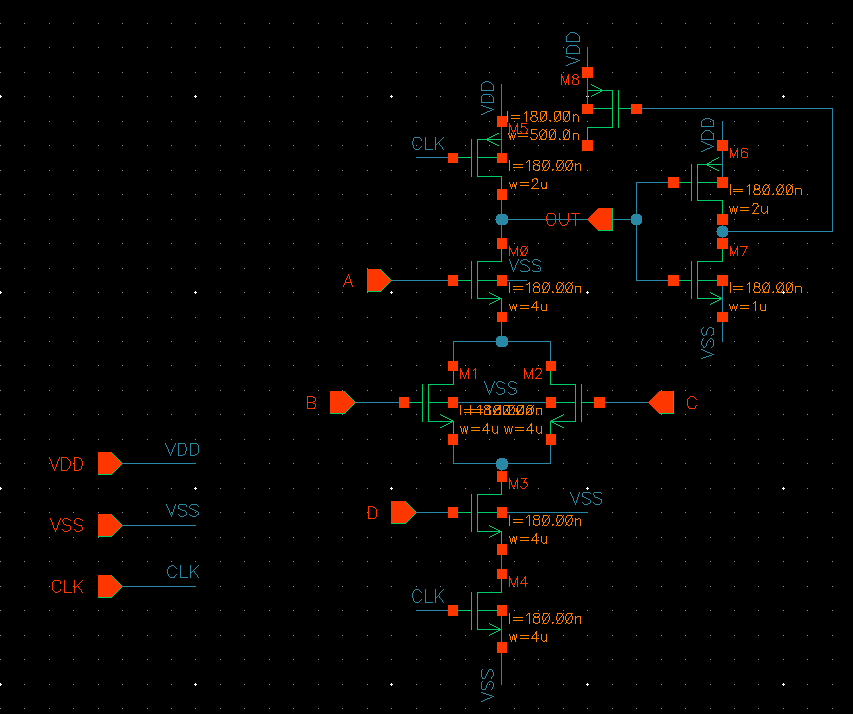 VDD
M8
VDD
l=180.00n
M5
w=500.0n
CLK
l=180.00n
w=2u
VDD
M6
l=180.00n
w=2u
OUT
M0
VSS
A
l=180.00n
w=4u
M7
l=180.00n
w=1u
VSS
M1
M2
VSS
B
C
l=180.00n
w=4u
w=4u
VDD
VDD
M3
VSS
D
l=180.00n
w=4u
VSS
VSS
M4
CLK
CLK
CLK
l=180.00n
w=4u
VSS